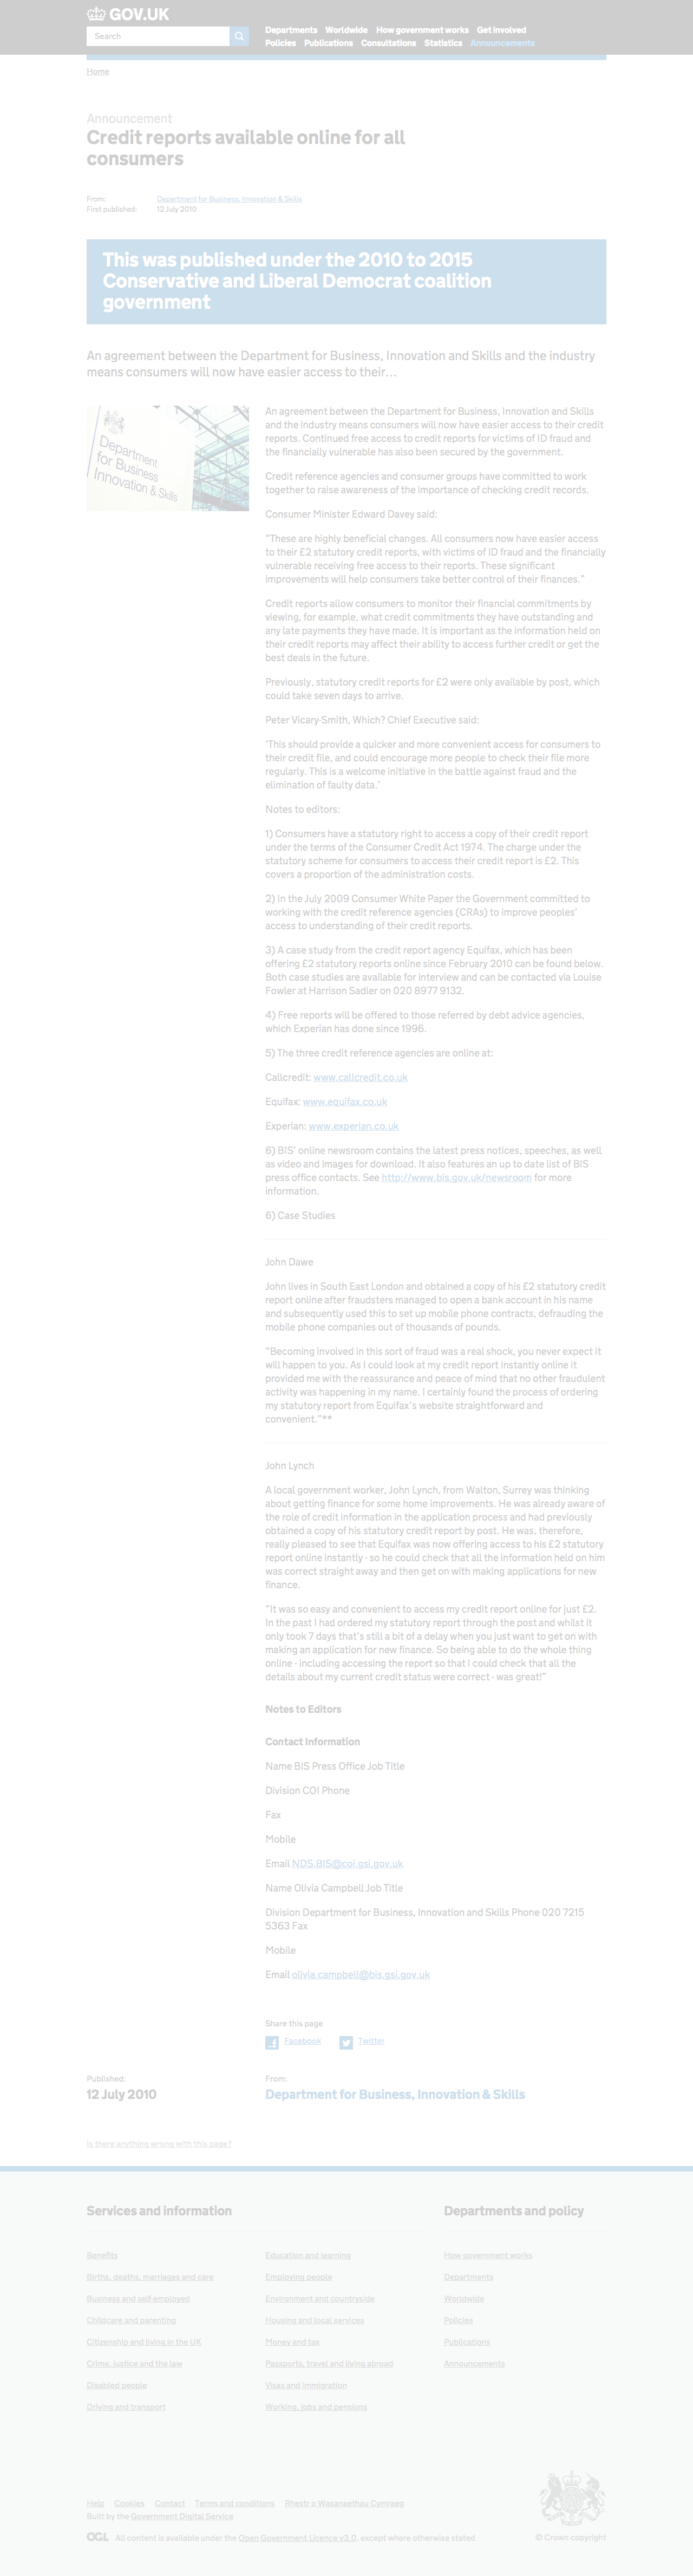 GOV.UK
Search
Departments Worldwide How government works Get involved
Policies Publications Consultations Statistics Announcements
Home
Announcement
Credit reports available online for all
consumers
From: Department for Business, Innovation & Skills
First published: 12 July 2010
This was published under the 2010 to 2015
Conservative and Liberal Democrat coalition
government
An agreement between the Department for Business, Innovation and Skills and the industry
means consumers will now have easier access to their…
Department
for Business
Innovation & Skills
An agreement between the Department for Business, Innovation and Skills
and the industry means consumers will now have easier access to their credit
reports. Continued free access to credit reports for victims of ID fraud and
the financially vulnerable has also been secured by the government.
Credit reference agencies and consumer groups have committed to work
together to raise awareness of the importance of checking credit records.
Consumer Minister Edward Davey said:
“These are highly beneficial changes. All consumers now have easier access
to their £2 statutory credit reports, with victims of ID fraud and the financially
vulnerable receiving free access to their reports. These significant
improvements will help consumers take better control of their finances.”
Credit reports allow consumers to monitor their financial commitments by
viewing, for example, what credit commitments they have outstanding and
any late payments they have made. It is important as the information held on
their credit reports may affect their ability to access further credit or get the
best deals in the future.
Previously, statutory credit reports for £2 were only available by post, which
could take seven days to arrive.
Peter Vicary-Smith, Which? Chief Executive said:
‘This should provide a quicker and more convenient access for consumers to
their credit file, and could encourage more people to check their file more
regularly. This is a welcome initiative in the battle against fraud and the
elimination of faulty data.’
Notes to editors:
1) Consumers have a statutory right to access a copy of their credit report
under the terms of the Consumer Credit Act 1974. The charge under the
statutory scheme for consumers to access their credit report is £2. This
covers a proportion of the administration costs.
2) In the July 2009 Consumer White Paper the Government committed to
working with the credit reference agencies (CRAs) to improve peoples’
access to understanding of their credit reports.
3) A case study from the credit report agency Equifax, which has been
offering £2 statutory reports online since February 2010 can be found below.
Both case studies are available for interview and can be contacted via Louise
Fowler at Harrison Sadler on 020 8977 9132.
4) Free reports will be offered to those referred by debt advice agencies,
which Experian has done since 1996.
5) The three credit reference agencies are online at:
Callcredit: www.callcredit.co.uk
Equifax: www.equifax.co.uk
Experian: www.experian.co.uk
6) BIS’ online newsroom contains the latest press notices, speeches, as well
as video and images for download. It also features an up to date list of BIS
press office contacts. See http://www.bis.gov.uk/newsroom for more
information.
6) Case Studies
John Dawe
John lives in South East London and obtained a copy of his £2 statutory credit
report online after fraudsters managed to open a bank account in his name
and subsequently used this to set up mobile phone contracts, defrauding the
mobile phone companies out of thousands of pounds.
“Becoming involved in this sort of fraud was a real shock, you never expect it
will happen to you. As I could look at my credit report instantly online it
provided me with the reassurance and peace of mind that no other fraudulent
activity was happening in my name. I certainly found the process of ordering
my statutory report from Equifax’s website straightforward and
convenient.”**
John Lynch
A local government worker, John Lynch, from Walton, Surrey was thinking
about getting finance for some home improvements. He was already aware of
the role of credit information in the application process and had previously
obtained a copy of his statutory credit report by post. He was, therefore,
really pleased to see that Equifax was now offering access to his £2 statutory
report online instantly - so he could check that all the information held on him
was correct straight away and then get on with making applications for new
finance.
“It was so easy and convenient to access my credit report online for just £2.
In the past I had ordered my statutory report through the post and whilst it
only took 7 days that’s still a bit of a delay when you just want to get on with
making an application for new finance. So being able to do the whole thing
online - including accessing the report so that I could check that all the
details about my current credit status were correct - was great!”
Notes to Editors
Contact Information
Name BIS Press Office Job Title
Division COI Phone
Fax
Mobile
Email NDS.BIS@coi.gsi.gov.uk
Name Olivia Campbell Job Title
Division Department for Business, Innovation and Skills Phone 020 7215
5363 Fax
Mobile
Email olivia.campbell@bis.gsi.gov.uk
Share this page
Facebook Twitter
Published: From:
12 July 2010 Department for Business, Innovation & Skills
Is there anything wrong with this page?
Services and information Departments and policy
Benefits Education and learning How government works
Births, deaths, marriages and care Employing people Departments
Business and self-employed Environment and countryside Worldwide
Childcare and parenting Housing and local services Policies
Citizenship and living in the UK Money and tax Publications
Crime, justice and the law Passports, travel and living abroad Announcements
Disabled people Visas and immigration
Driving and transport Working, jobs and pensions
Help Cookies Contact Terms and conditions Rhestr o Wasanaethau Cymraeg
Built by the Government Digital Service
OGL All content is available under the Open Government Licence v3.0, except where otherwise stated
© Crown copyright